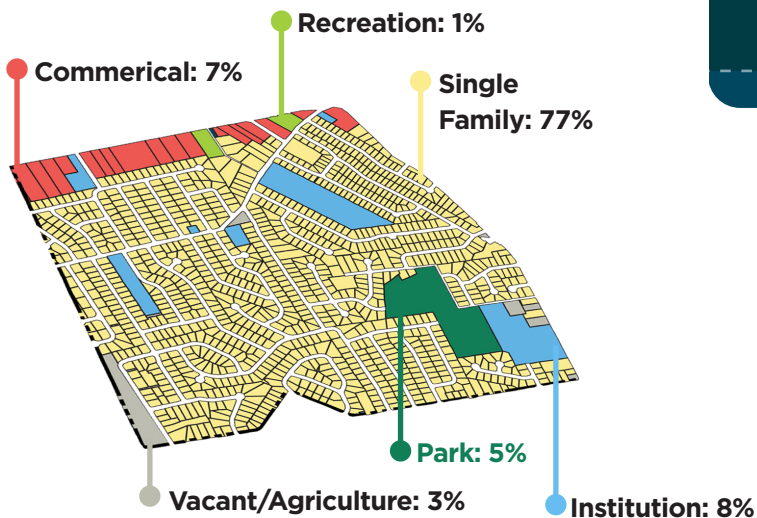 Recreation: 1%
Commerical: 7%
Single
Family: 77%
Park: 5%
Vacant/Agriculture: 3%
Institution: 8%